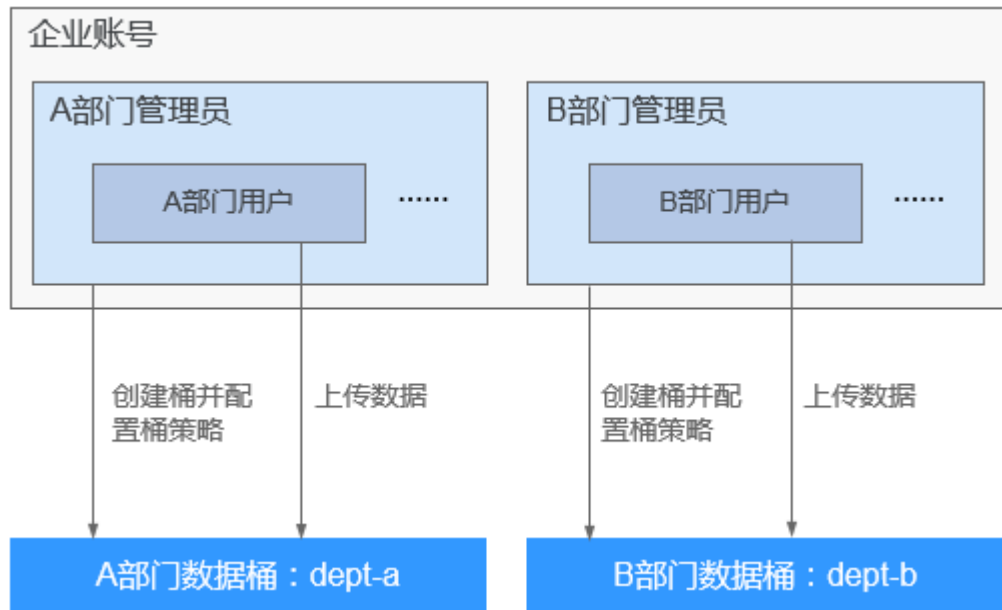 企业账号
A部门管理员
A部门用户
......
B部门管理员
B部门用户
......
创建桶并配
置桶策略
上传数据
创建桶并配
置桶策略
上传数据
A部门数据桶：dept-a
B部门数据桶：dept-b